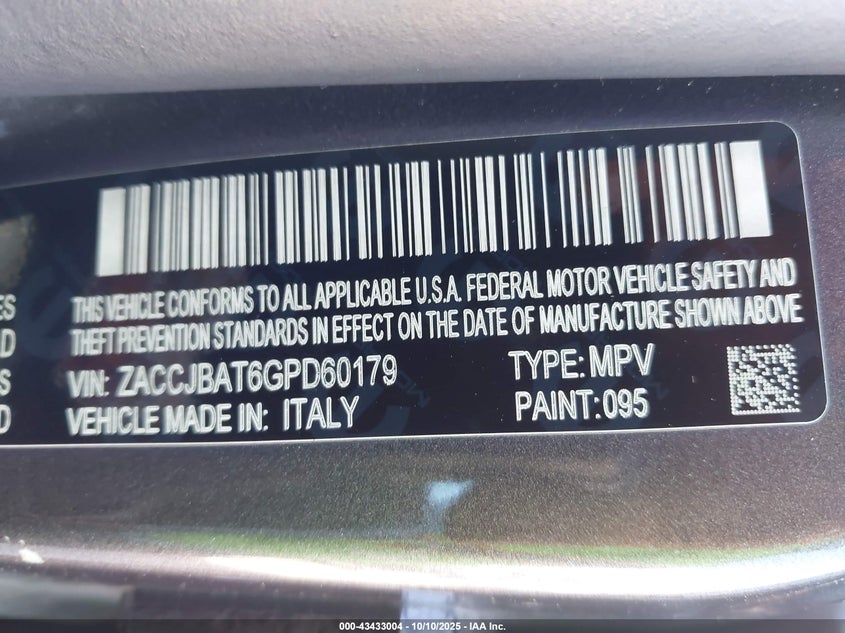 THIS VEHICLE CONFORMS TO ALL APPLICABLE U.S.A. FEDERAL MOTOR VEHICLE SAFETY AND
ES
THEFT PREVENTION STANDARDS IN EFFECT ON THE DATE OF MANUFACTURE SHOWN ABOVE
D
VIN: ZACCJBAT6GPD60179 TYPE: MPV
S
VEHICLE MADE IN: ITALY PAINT: 095
D
000-43433004 - 10/10/2025 - IAA Inc.